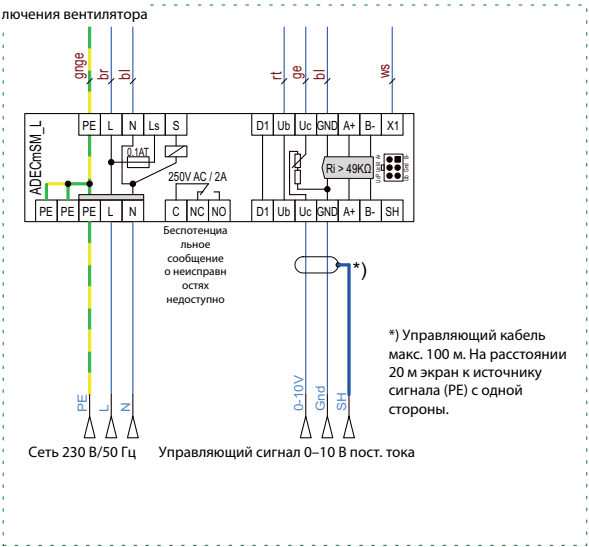 лючения вентилятора
gnge
br
bl
rt
ge
bl
ws
ADECmSM_L
PE L N Ls S
D1 Ub Uc GND A+ B- X1
0.1AT
250V AC / 2A
Ri > 49KΩ
PE PE PE L N
C NC NO
D1 Ub Uc GND A+ B- SH
Беспотенциа
льное
сообщение
о неисправн
остях
недоступно
*)
*) Управляющий кабель
макс. 100 м. На расстоянии
20 м экран к источнику
сигнала (PE) с одной
стороны.
PE
L
N
0-10V
Gnd
SH
Сеть 230 В/50 Гц
Управляющий сигнал 0–10 В пост. тока